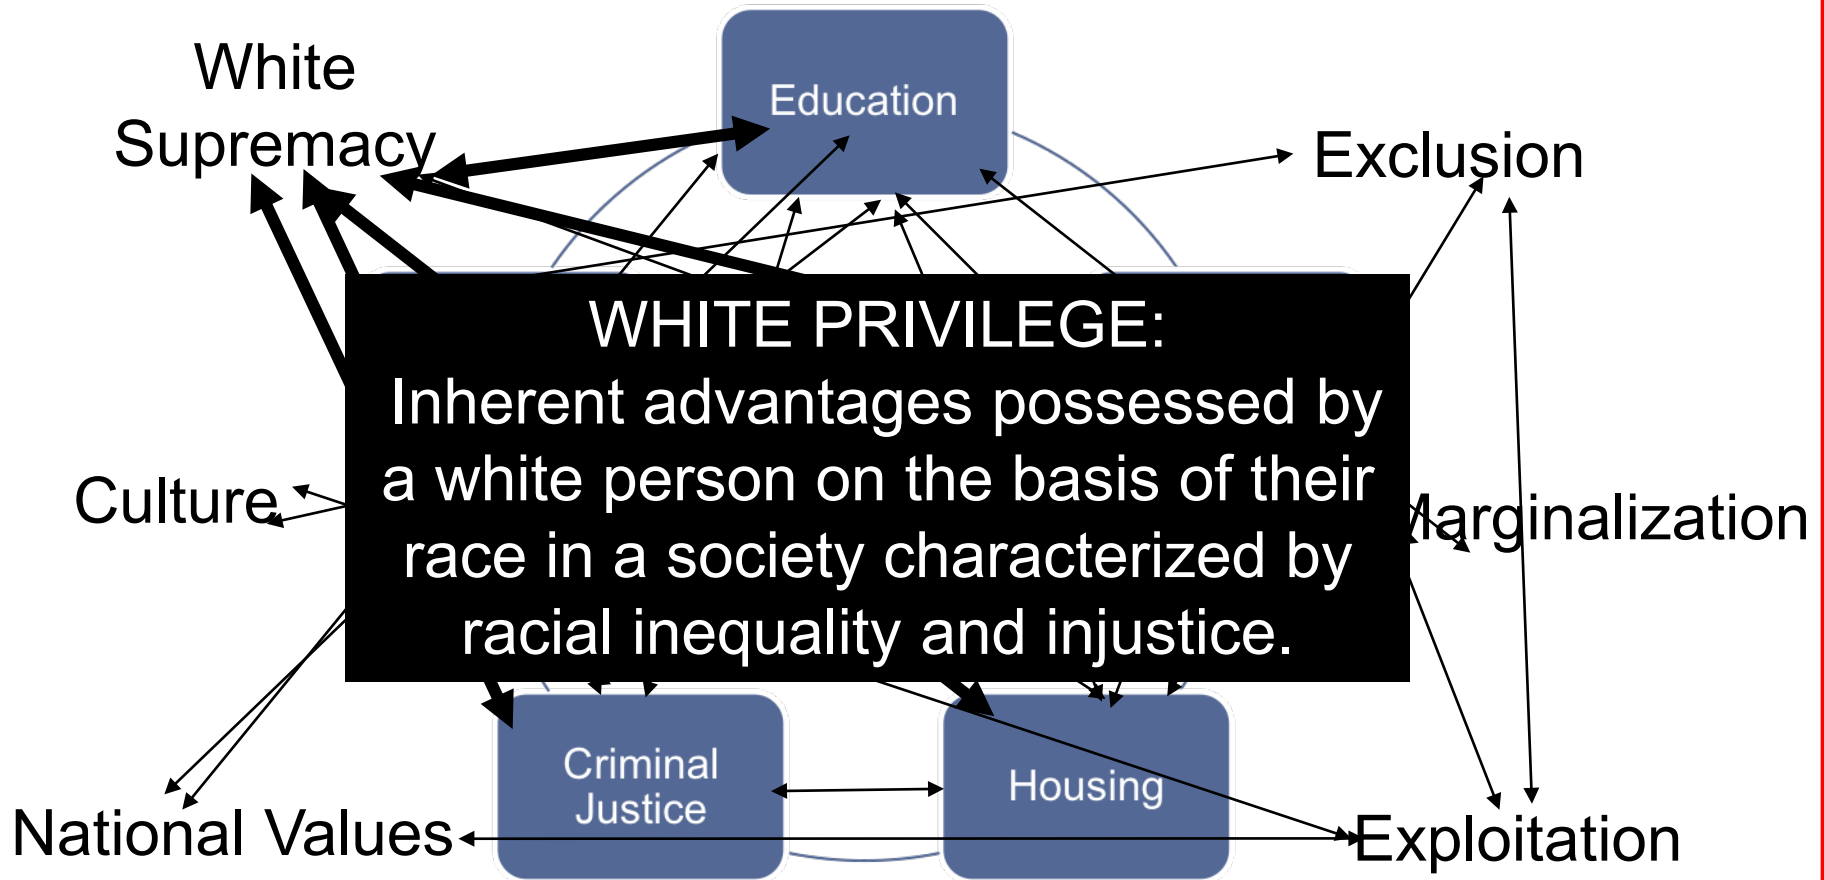 White
Supremacy
Education
Exclusion
WHITE PRIVILEGE:
Inherent advantages possessed by
a white person on the basis of their
race in a society characterized by
racial inequality and injustice.
Culture
Marginalization
Criminal
Justice
Housing
National Values
Exploitation